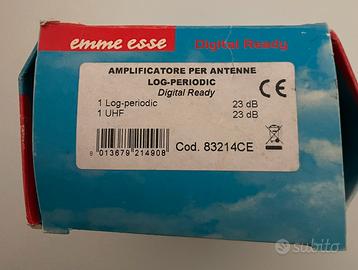 emme esse
Digital Ready
AMPLIFICATORE PER ANTENNE
LOG-PERIODIC
Digital Ready
1 Log-periodic 23 dB
1 UHF 23 dB
CE
8 013679 214908
Cod. 83214CE
subito